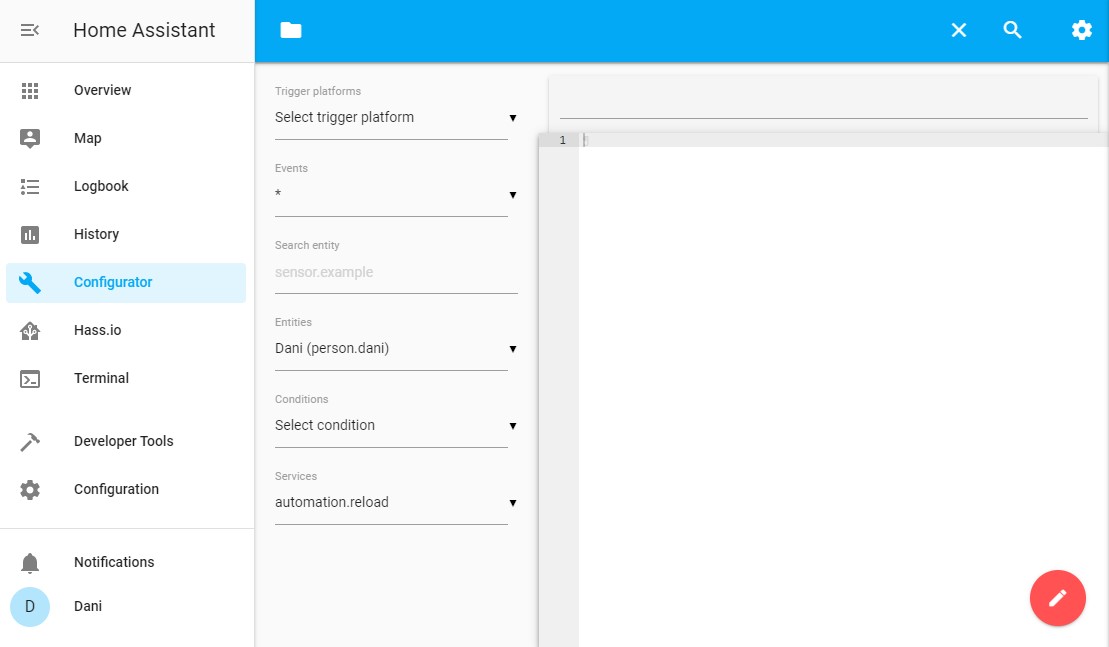 Home Assistant
Overview
Map
Logbook
History
Configurator
Hass.io
Terminal
Developer Tools
Configuration
Notifications
D
Dani
Trigger platforms
Select trigger platform
Events
*
Search entity
sensor.example
Entities
Dani (person.dani)
Conditions
Select condition
Services
automation.reload
1